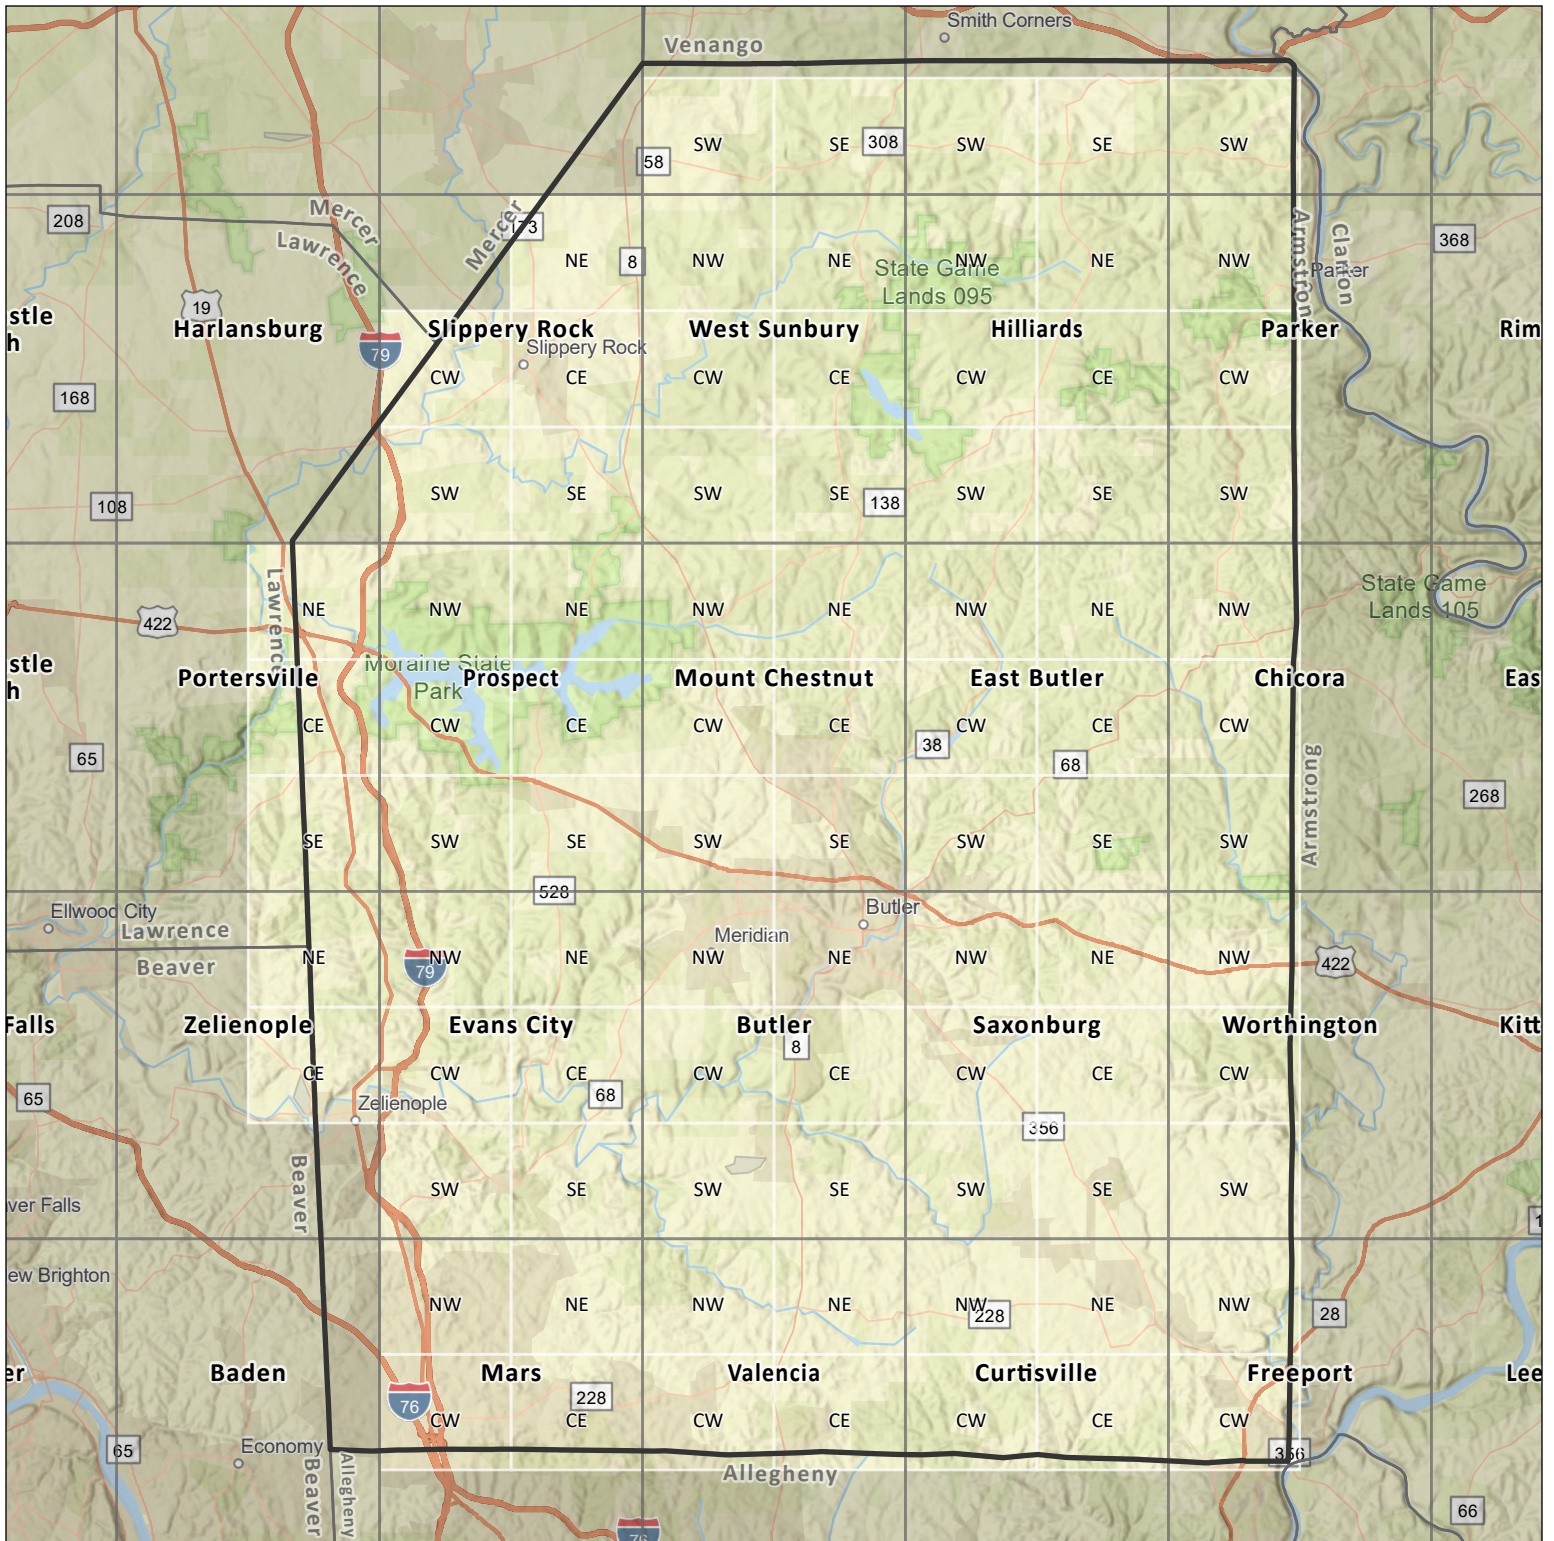 Smith Corners
Venango
SW
SE
308
SW
SE
SW
58
208
Mercer
Lawrence
Mercer
173
NE
8
NW
NE
State Game
Lands 095
NW
NE
NW
Armstrong
Clarion
Parker
368
19
stle
h
Harlansburg
79
Slippery Rock
Slippery Rock
West Sunbury
Hilliards
Parker
Rim
168
CW
CE
CW
CE
CW
CE
CW
108
SW
SE
SW
SE
138
SW
SE
SW
Lawrence
NE
NW
NE
NW
NE
NW
NE
NW
State Game
Lands 105
422
stle
h
Portersville
Moraine State
Park
Prospect
Mount Chestnut
East Butler
Chicora
Eas
CE
CW
CE
CW
CE
38
CW
CE
CW
65
68
Armstrong
268
SE
SW
SE
SW
SE
SW
SE
SW
528
Ellwood City
Lawrence
Butler
Meridian
Beaver
NE
79
NW
NE
NW
NE
NW
NE
NW
422
Falls
Zelienople
Evans City
Butler
8
Saxonburg
Worthington
Kitt
CE
CW
CE
CW
CE
CW
CE
CW
65
Zelienople
68
356
Beaver
ver Falls
SW
SE
SW
SE
SW
SE
SW
1
ew Brighton
NW
NE
NW
NE
NW
228
NE
NW
28
er
Baden
Mars
Valencia
Curtisville
Freeport
Lee
76
228
CW
CE
CW
CE
CW
CE
CW
65
Economy
356
Beaver
Allegheny
Allegheny
66
76